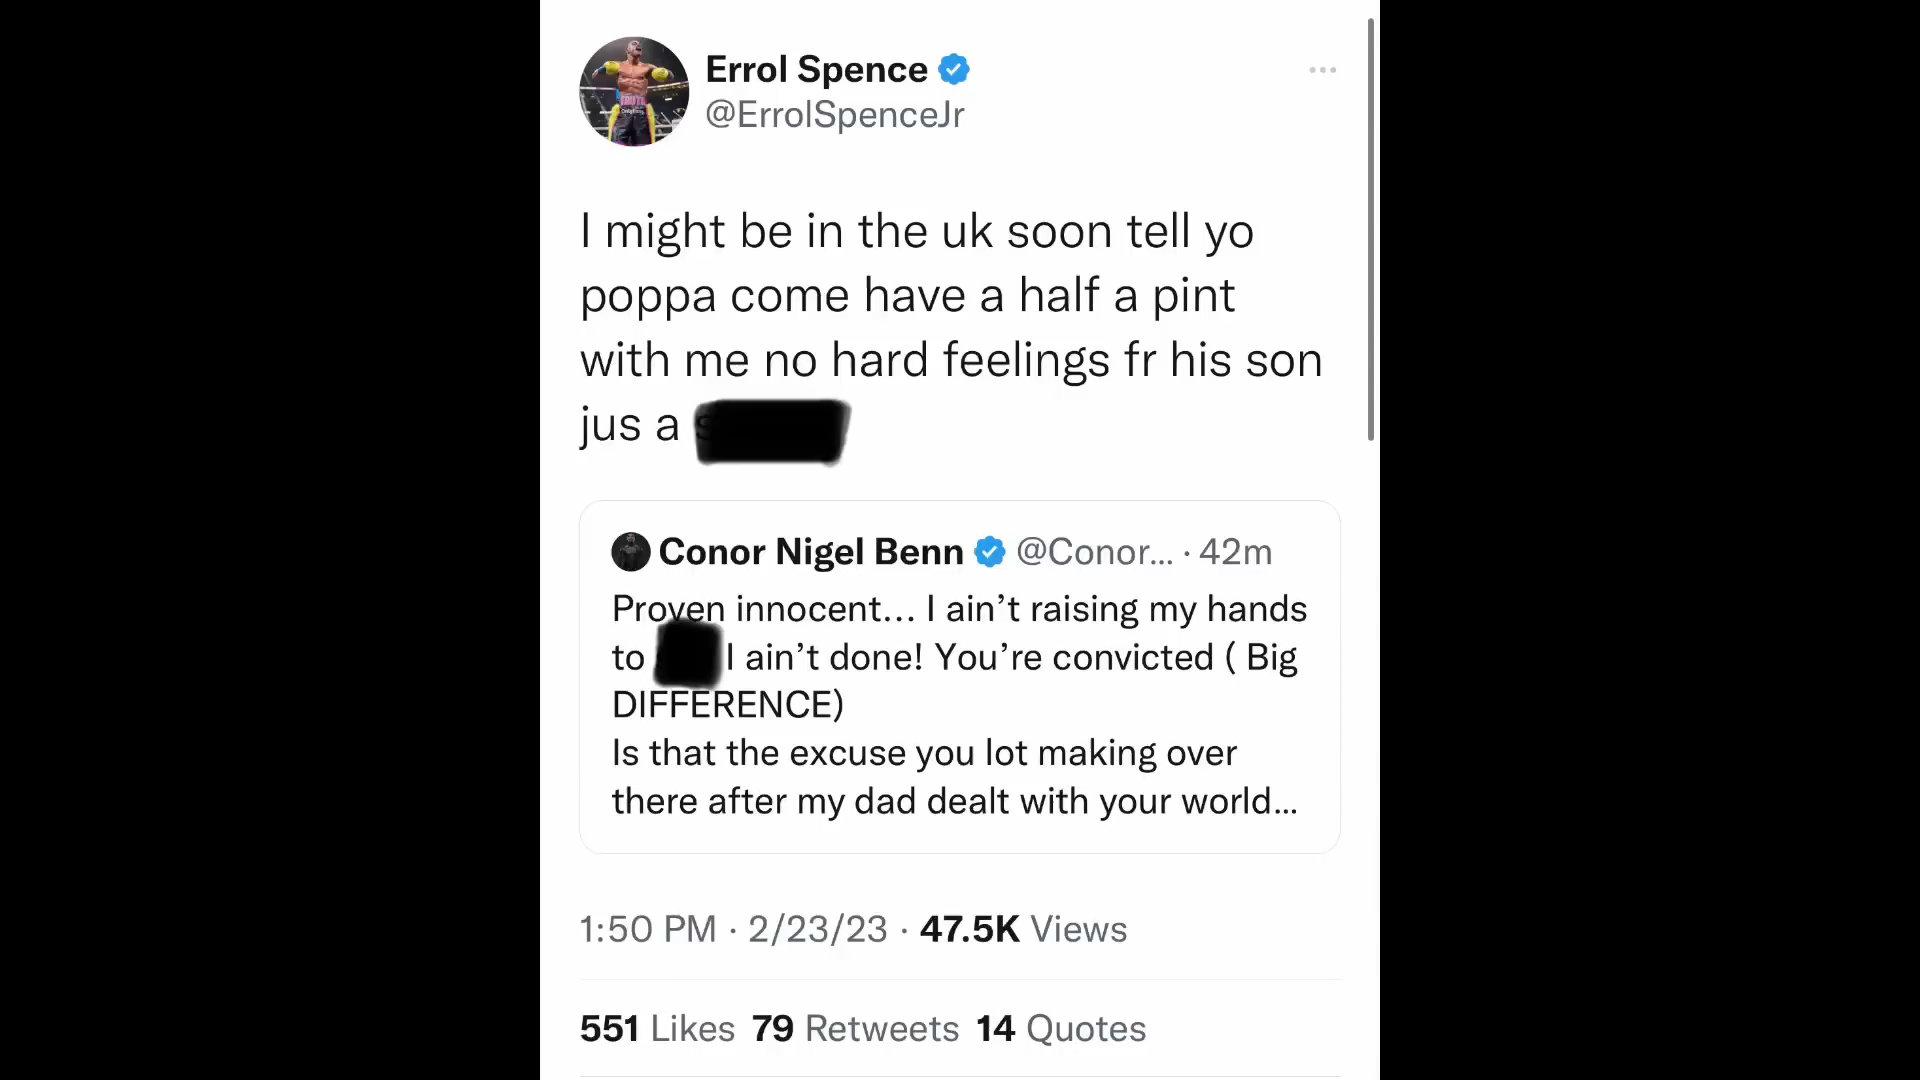 Errol Spence
@ErrolSpenceJr
I might be in the uk soon tell yo
poppa come have a half a pint
with me no hard feelings fr his son
jus a
Conor Nigel Benn @Conor... · 42m
Proven innocent... I ain't raising my hands
to I ain't done! You're convicted ( Big
DIFFERENCE)
Is that the excuse you lot making over
there after my dad dealt with your world...
1:50 PM · 2/23/23 · 47.5K Views
551 Likes 79 Retweets 14 Quotes